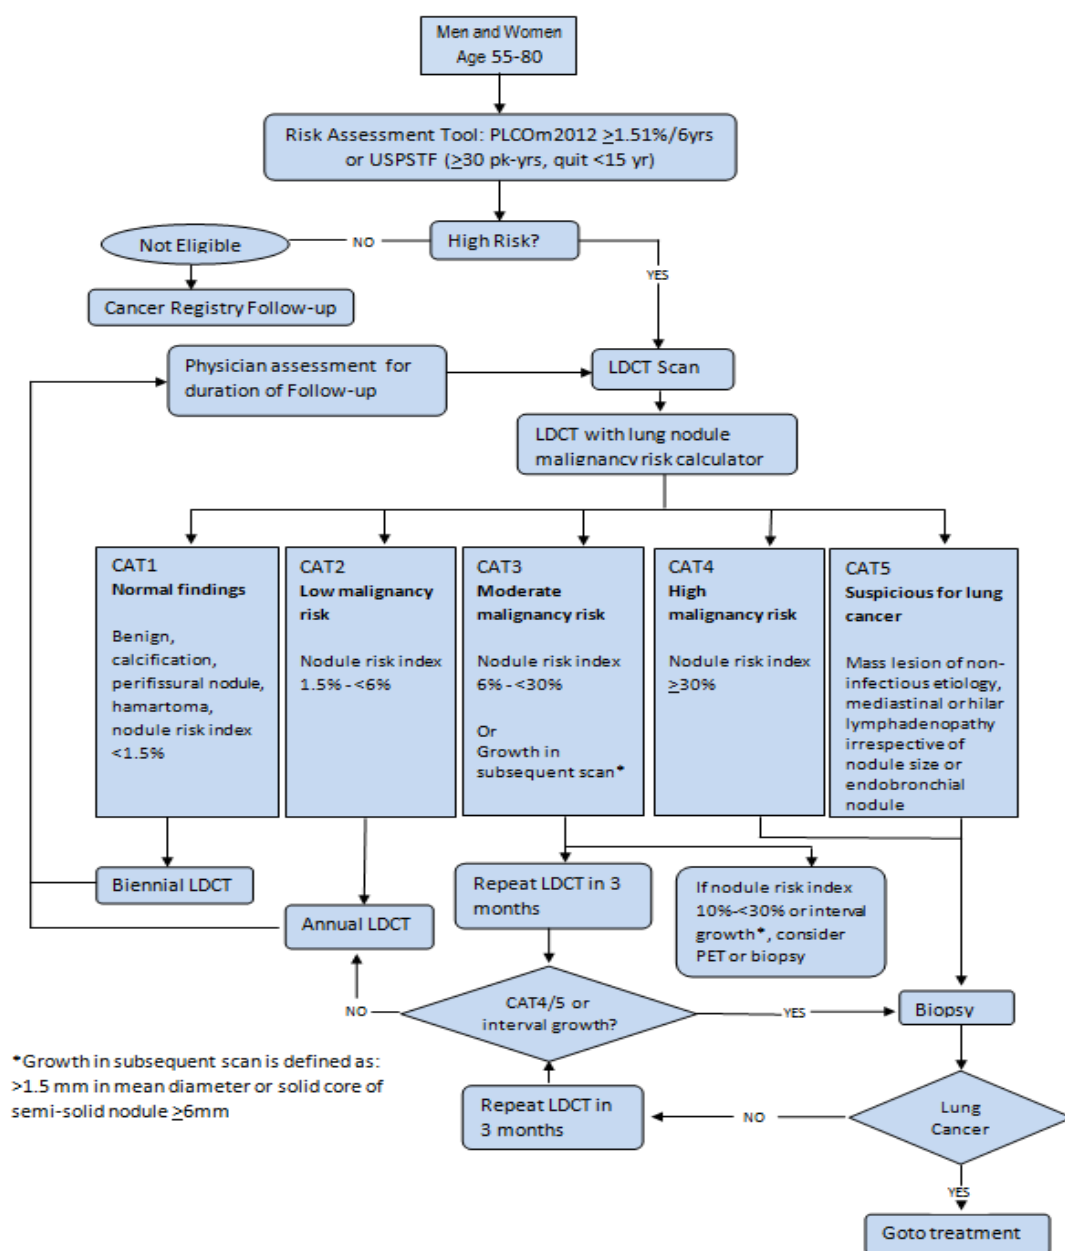 Men and Women
Age 55-80
Risk Assessment Tool: PLCOm2012 ≥1.51%/6yrs
or USPSTF (≥30 pk-yrs, quit <15 yr)
High Risk?
NO
Not Eligible
YES
Cancer Registry Follow-up
Physician assessment for
duration of Follow-up
LDCT Scan
LDCT with lung nodule
malignancy risk calculator
CAT1
Normal findings
Benign,
calcification,
perifissural nodule,
hamartoma,
nodule risk index
<1.5%
CAT2
Low malignancy
risk
Nodule risk index
1.5% -<6%
CAT3
Moderate
malignancy risk
Nodule risk index
6% -<30%
Or
Growth in
subsequent scan*
CAT4
High
malignancy risk
Nodule risk index
≥30%
CAT5
Suspicious for lung
cancer
Mass lesion of non-
infectious etiology,
mediastinal or hilar
lymphadenopathy
irrespective of
nodule size or
endobronchial
nodule
Biennial LDCT
Annual LDCT
Repeat LDCT in 3
months
If nodule risk index
10%-<30% or interval
growth*, consider
PET or biopsy
NO
CAT4/5 or
interval growth?
YES
Biopsy
*Growth in subsequent scan is defined as:
>1.5 mm in mean diameter or solid core of
semi-solid nodule ≥6mm
Repeat LDCT in
3 months
NO
Lung
Cancer
YES
Goto treatment